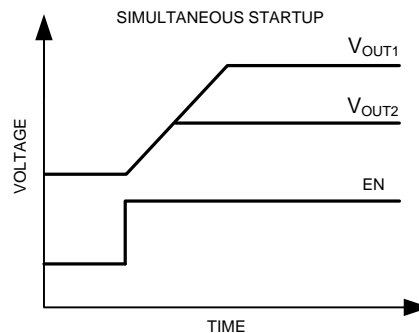 SIMULTANEOUS STARTUP
VOUT1
VOUT2
VOLTAGE
EN
TIME